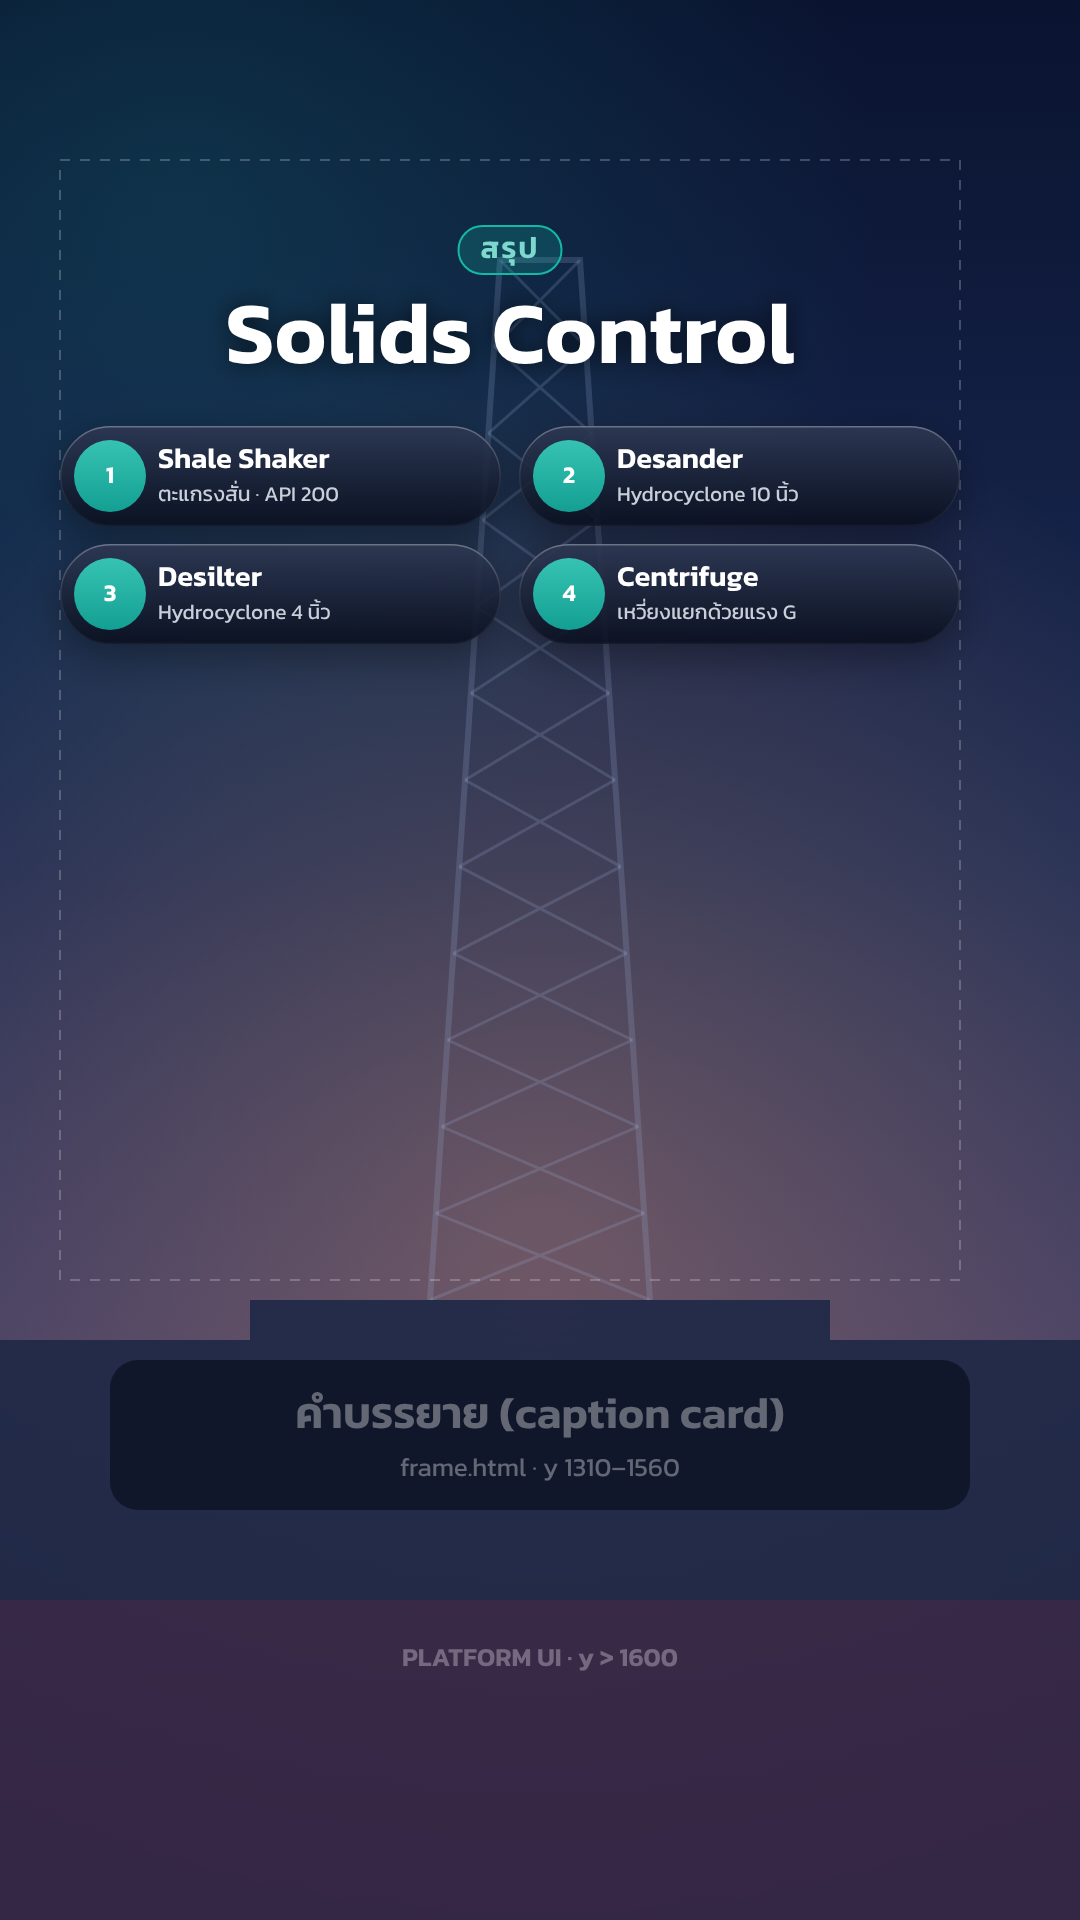 สรุป
Solids Control
1
Shale Shaker
ตะแกรงสั่น · API 200
2
Desander
Hydrocyclone 10 นิ้ว
3
Desilter
Hydrocyclone 4 นิ้ว
4
Centrifuge
เหวี่ยงแยกด้วยแรง G
คำบรรยาย (caption card)
frame.html · y 1310–1560
PLATFORM UI · y > 1600